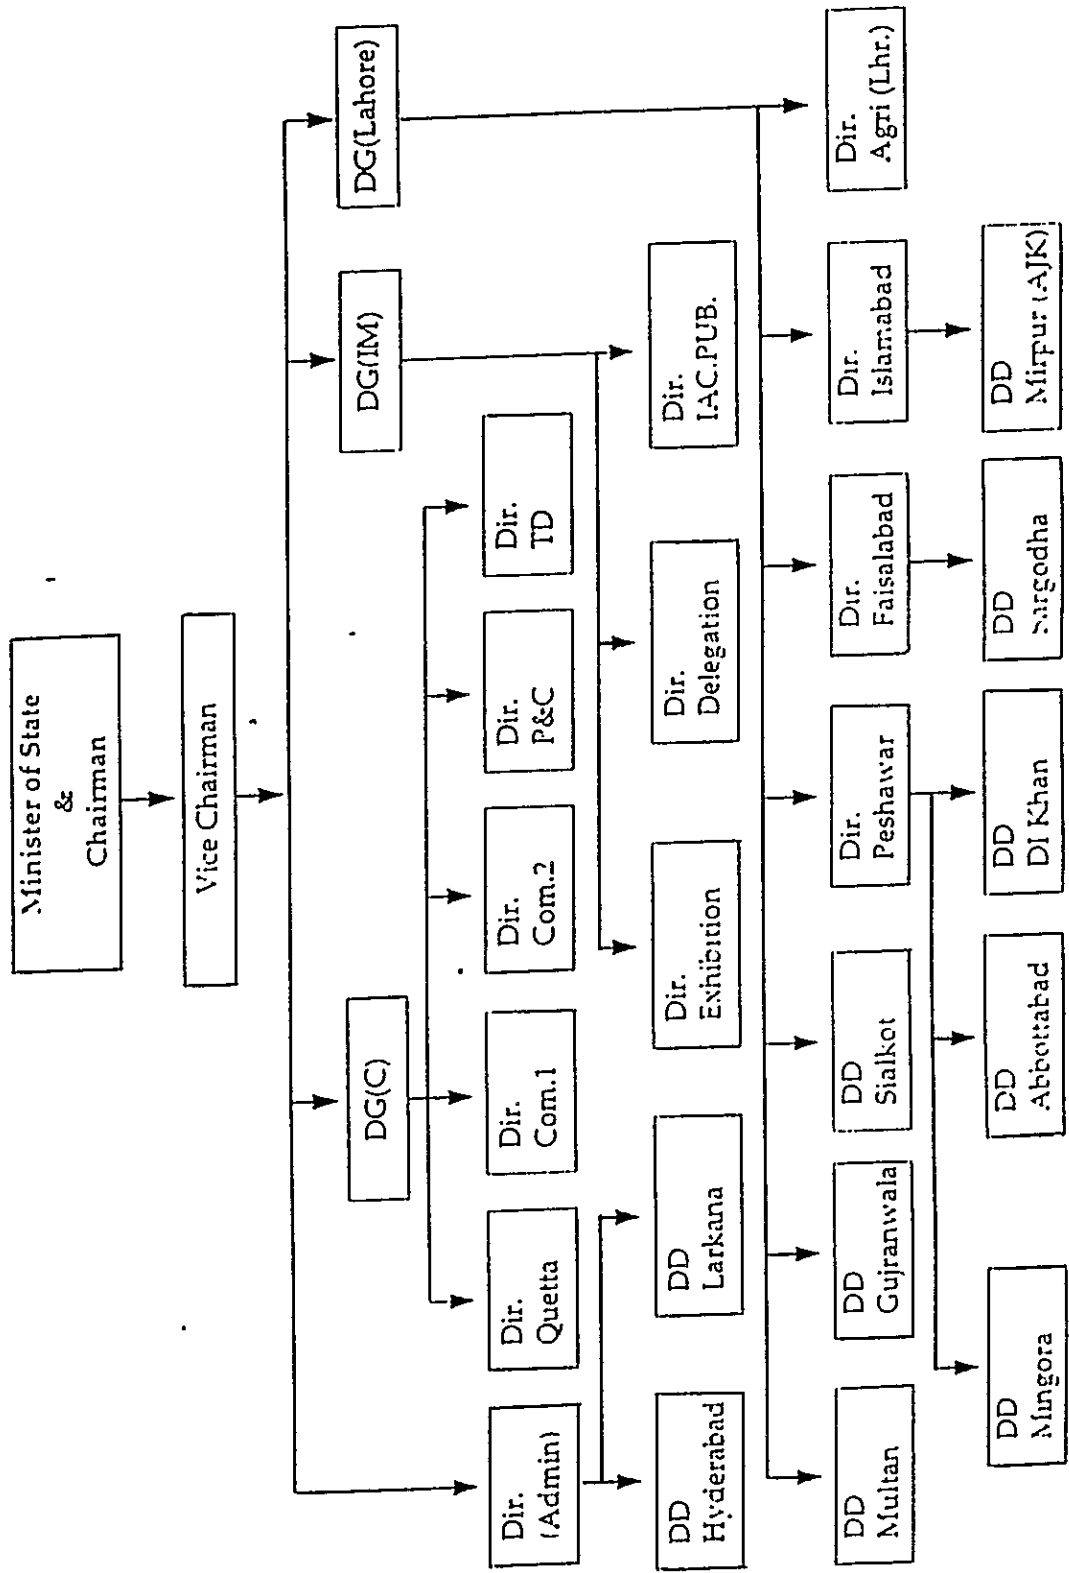 Minister of State
&
Chairman
Vice Chairman
DG(C)
DG(IM)
DG(Lahore)
Dir.
(Admin)
Dir.
Quetta
Dir.
Com.1
Dir.
Com.2
Dir.
P&C
Dir.
TD
DD
Hyderabad
DD
Larkana
Dir.
Exhibition
Dir.
Delegation
Dir.
IAC.PUB.
DD
Multan
DD
Gujranwala
DD
Sialkot
Dir.
Peshawar
Dir.
Faisalabad
Dir.
Islamabad
Dir.
Agri (Lhr.)
DD
Mingora
DD
Abbottabad
DD
DI Khan
DD
Sargodha
DD
Mirpur (AJK)